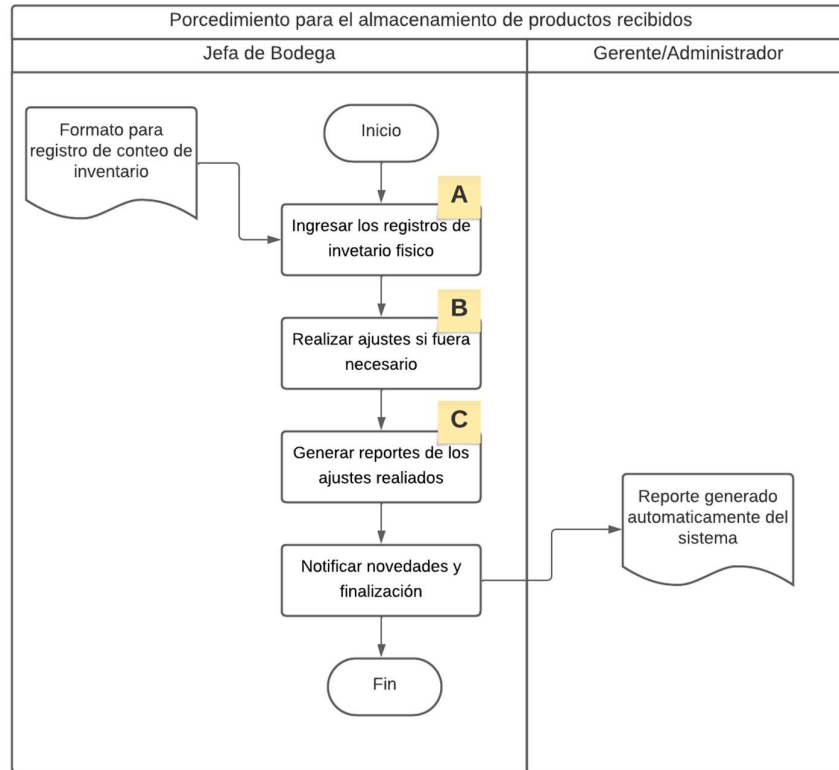 Porcedimiento para el almacenamiento de productos recibidos
Jefa de Bodega
Gerente/Administrador
Formato para
registro de conteo de
inventario
Inicio
A
Ingresar los registros de
invetario fisico
B
Realizar ajustes si fuera
necesario
C
Generar reportes de los
ajustes realiados
Reporte generado
automaticamente del
sistema
Notificar novedades y
finalización
Fin